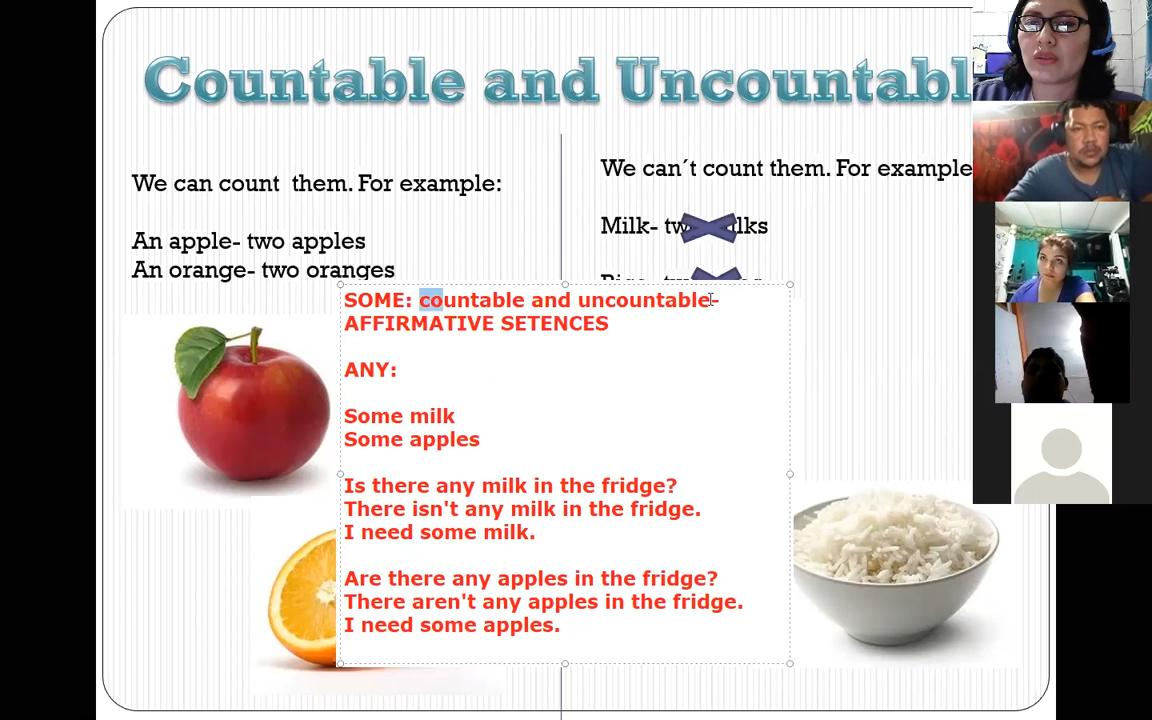 Countable and
We can count them. For example:
We can´t count them. For example
An apple- two apples
An orange- two oranges
Milk-
SOME: countable and uncountable-
AFFIRMATIVE SETENCES
ANY:
Some milk
Some apples
Is there any milk in the fridge?
There isn't any milk in the fridge.
I need some milk.
Are there any apples in the fridge?
There aren't any apples in the fridge.
I need some apples.